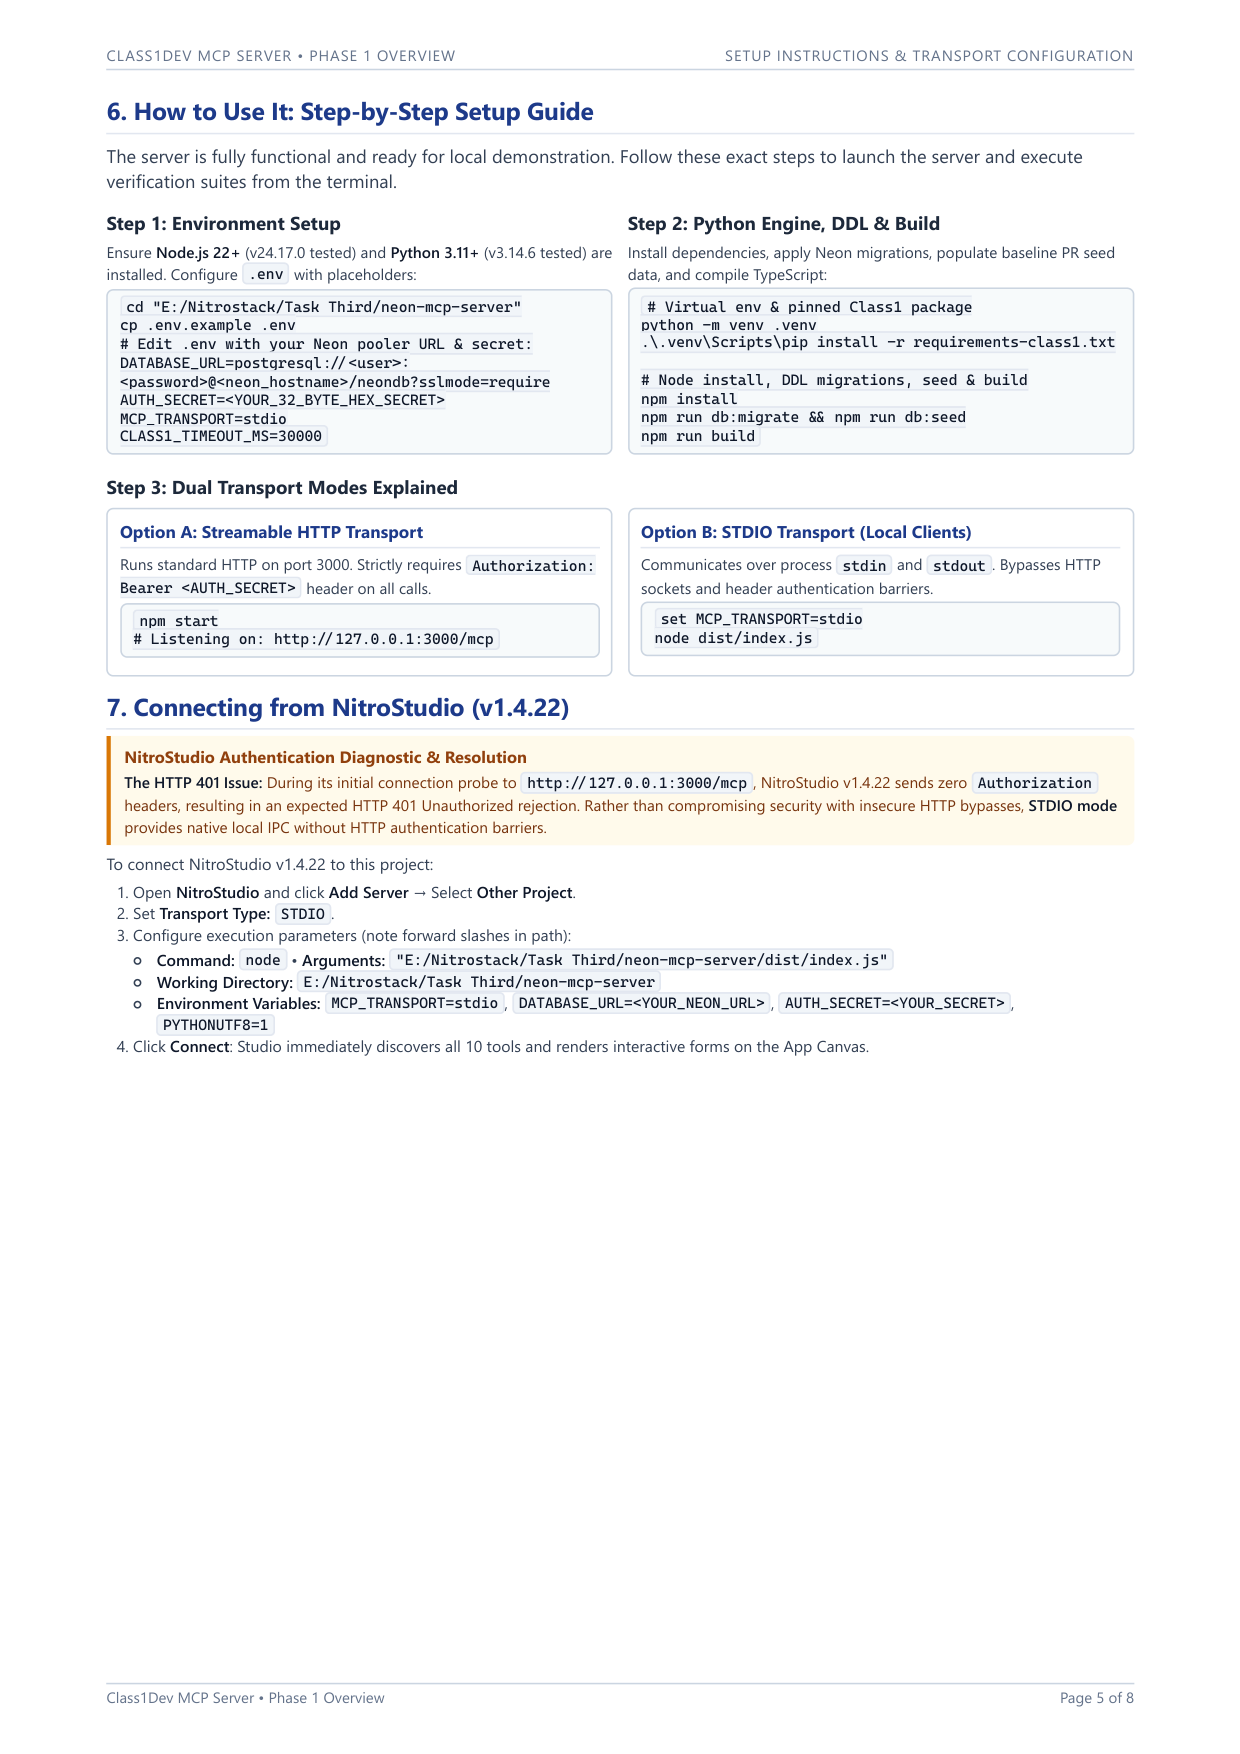 CLASS1DEV MCP SERVER • PHASE 1 OVERVIEW
SETUP INSTRUCTIONS & TRANSPORT CONFIGURATION
6. How to Use It: Step-by-Step Setup Guide
The server is fully functional and ready for local demonstration. Follow these exact steps to launch the server and execute
verification suites from the terminal.
Step 1: Environment Setup
Ensure Node.js 22+ (v24.17.0 tested) and Python 3.11+ (v3.14.6 tested) are
installed. Configure .env with placeholders:
cd "E:/Nitrostack/Task Third/neon-mcp-server"
cp .env.example .env
# Edit .env with your Neon pooler URL & secret:
DATABASE_URL=postgresql://<user>:
<password>@<neon_hostname>/neondb?sslmode=require
AUTH_SECRET=<YOUR_32_BYTE_HEX_SECRET>
MCP_TRANSPORT=stdio
CLASS1_TIMEOUT_MS=30000
Step 2: Python Engine, DDL & Build
Install dependencies, apply Neon migrations, populate baseline PR seed
data, and compile TypeScript:
# Virtual env & pinned Class1 package
python -m venv .venv
.\.venv\Scripts\pip install -r requirements-class1.txt
# Node install, DDL migrations, seed & build
npm install
npm run db:migrate && npm run db:seed
npm run build
Step 3: Dual Transport Modes Explained
Option A: Streamable HTTP Transport
Runs standard HTTP on port 3000. Strictly requires Authorization:
Bearer <AUTH_SECRET> header on all calls.
npm start
# Listening on: http://127.0.0.1:3000/mcp
Option B: STDIO Transport (Local Clients)
Communicates over process stdin and stdout. Bypasses HTTP
sockets and header authentication barriers.
set MCP_TRANSPORT=stdio
node dist/index.js
7. Connecting from NitroStudio (v1.4.22)
NitroStudio Authentication Diagnostic & Resolution
The HTTP 401 Issue: During its initial connection probe to http://127.0.0.1:3000/mcp, NitroStudio v1.4.22 sends zero Authorization
headers, resulting in an expected HTTP 401 Unauthorized rejection. Rather than compromising security with insecure HTTP bypasses, STDIO mode
provides native local IPC without HTTP authentication barriers.
To connect NitroStudio v1.4.22 to this project:
1. Open NitroStudio and click Add Server → Select Other Project.
2. Set Transport Type: STDIO.
3. Configure execution parameters (note forward slashes in path):
Command: node • Arguments: "E:/Nitrostack/Task Third/neon-mcp-server/dist/index.js"
Working Directory: E:/Nitrostack/Task Third/neon-mcp-server
Environment Variables: MCP_TRANSPORT=stdio, DATABASE_URL=<YOUR_NEON_URL>, AUTH_SECRET=<YOUR_SECRET>,
PYTHONUTF8=1
4. Click Connect: Studio immediately discovers all 10 tools and renders interactive forms on the App Canvas.
Class1Dev MCP Server • Phase 1 Overview
Page 5 of 8